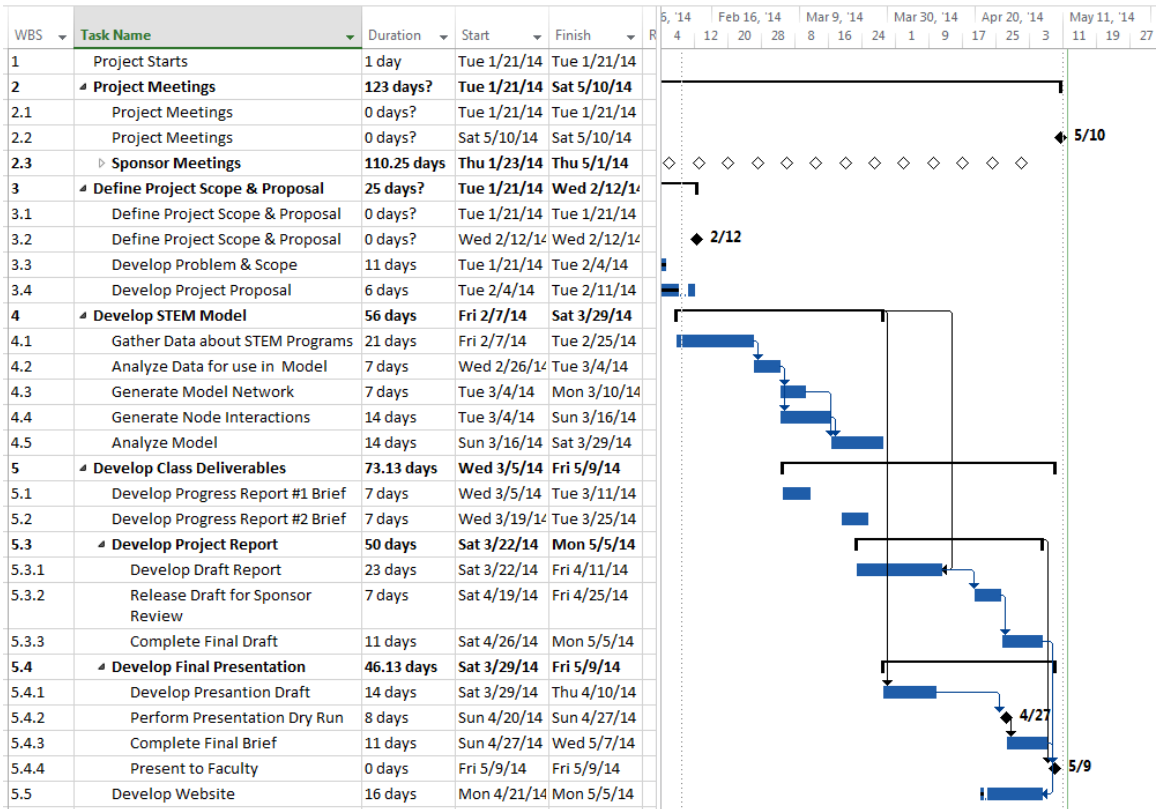 6, '14 Feb 16, '14 Mar 9, '14 Mar 30, '14 Apr 20, '14 May 11, '14
WBS Task Name Duration Start Finish R 4 12 20 28 8 16 24 1 9 17 25 3 11 19 27
1 Project Starts 1 day Tue 1/21/14 Tue 1/21/14
2 Project Meetings 123 days? Tue 1/21/14 Sat 5/10/14
2.1 Project Meetings 0 days? Tue 1/21/14 Tue 1/21/14
2.2 Project Meetings 0 days? Sat 5/10/14 Sat 5/10/14 5/10
2.3 Sponsor Meetings 110.25 days Thu 1/23/14 Thu 5/1/14
3 Define Project Scope & Proposal 25 days? Tue 1/21/14 Wed 2/12/14
3.1 Define Project Scope & Proposal 0 days? Tue 1/21/14 Tue 1/21/14
3.2 Define Project Scope & Proposal 0 days? Wed 2/12/14 Wed 2/12/14 2/12
3.3 Develop Problem & Scope 11 days Tue 1/21/14 Tue 2/4/14
3.4 Develop Project Proposal 6 days Tue 2/4/14 Tue 2/11/14
4 Develop STEM Model 56 days Fri 2/7/14 Sat 3/29/14
4.1 Gather Data about STEM Programs 21 days Fri 2/7/14 Tue 2/25/14
4.2 Analyze Data for use in Model 7 days Wed 2/26/14 Tue 3/4/14
4.3 Generate Model Network 7 days Tue 3/4/14 Mon 3/10/14
4.4 Generate Node Interactions 14 days Tue 3/4/14 Sun 3/16/14
4.5 Analyze Model 14 days Sun 3/16/14 Sat 3/29/14
5 Develop Class Deliverables 73.13 days Wed 3/5/14 Fri 5/9/14
5.1 Develop Progress Report #1 Brief 7 days Wed 3/5/14 Tue 3/11/14
5.2 Develop Progress Report #2 Brief 7 days Wed 3/19/14 Tue 3/25/14
5.3 Develop Project Report 50 days Sat 3/22/14 Mon 5/5/14
5.3.1 Develop Draft Report 23 days Sat 3/22/14 Fri 4/11/14
5.3.2 Release Draft for Sponsor 7 days Sat 4/19/14 Fri 4/25/14
Review
5.3.3 Complete Final Draft 11 days Sat 4/26/14 Mon 5/5/14
5.4 Develop Final Presentation 46.13 days Sat 3/29/14 Fri 5/9/14
5.4.1 Develop Presantion Draft 14 days Sat 3/29/14 Thu 4/10/14
5.4.2 Perform Presentation Dry Run 8 days Sun 4/20/14 Sun 4/27/14 4/27
5.4.3 Complete Final Brief 11 days Sun 4/27/14 Wed 5/7/14
5.4.4 Present to Faculty 0 days Fri 5/9/14 Fri 5/9/14 5/9
5.5 Develop Website 16 days Mon 4/21/14 Mon 5/5/14